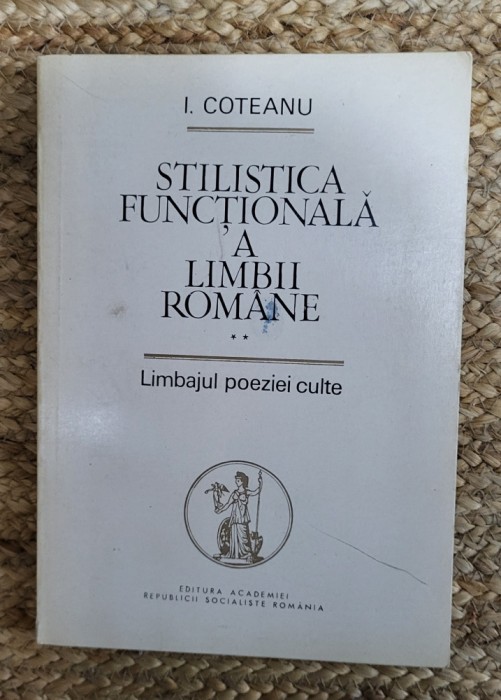 I. COTEANU
STILISTICA
FUNCȚIONALĂ
A
LIMBII
ROMÂNE
**
Limbajul poeziei culte
EDITURA ACADEMIEI
REPUBLICII SOCIALISTE ROMÂNIA